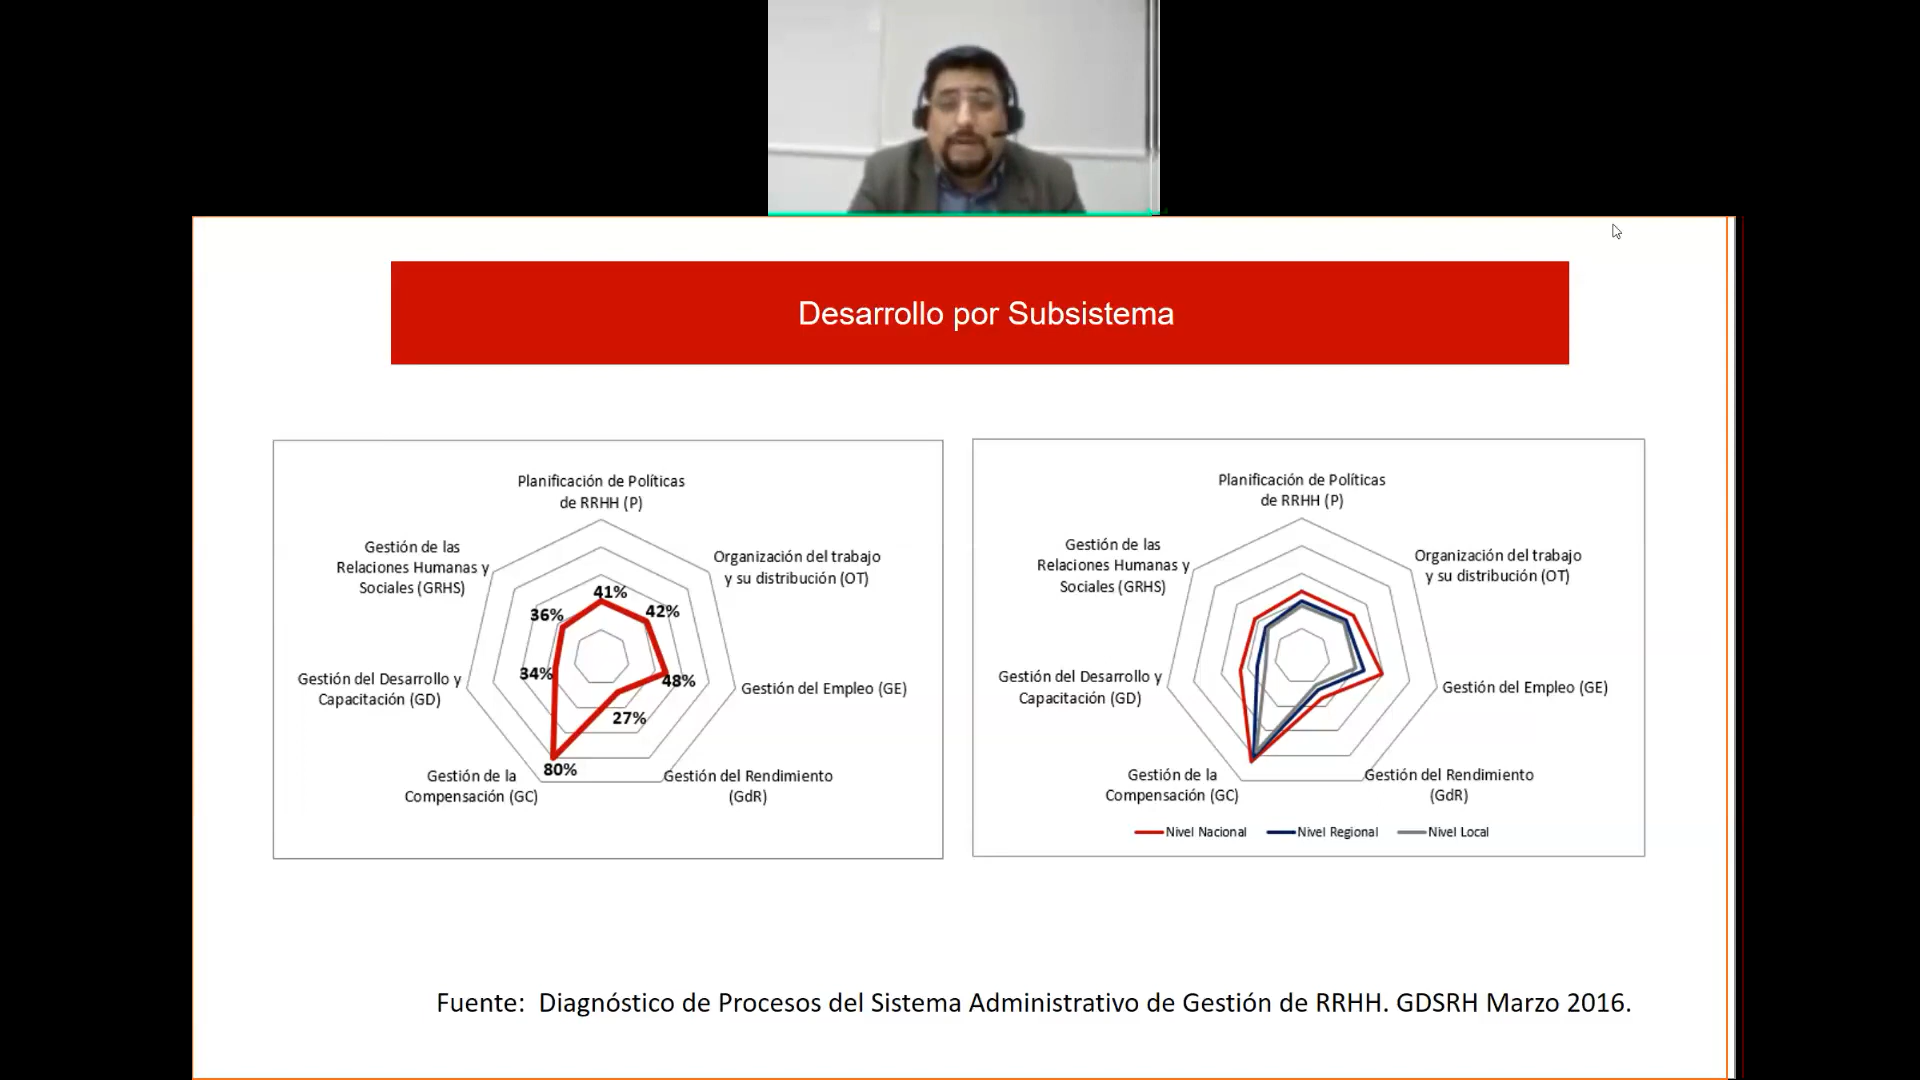 Desarrollo por Subsistema
Planificación de Políticas
de RRHH (P)
Gestión de las
Relaciones Humanas y
Sociales (GRHS)
Organización del trabajo
y su distribución (OT)
41%
36%
42%
34%
48%
Gestión del Desarrollo y
Capacitación (GD)
Gestión del Empleo (GE)
27%
80%
Gestión de la
Compensación (GC)
Gestión del Rendimiento
(GdR)
Planificación de Políticas
de RRHH (P)
Gestión de las
Relaciones Humanas y
Sociales (GRHS)
Organización del trabajo
y su distribución (OT)
Gestión del Desarrollo y
Capacitación (GD)
Gestión del Empleo (GE)
Gestión de la
Compensación (GC)
Gestión del Rendimiento
(GdR)
Nivel Nacional Nivel Regional Nivel Local
Fuente: Diagnóstico de Procesos del Sistema Administrativo de Gestión de RRHH. GDSRH Marzo 2016.